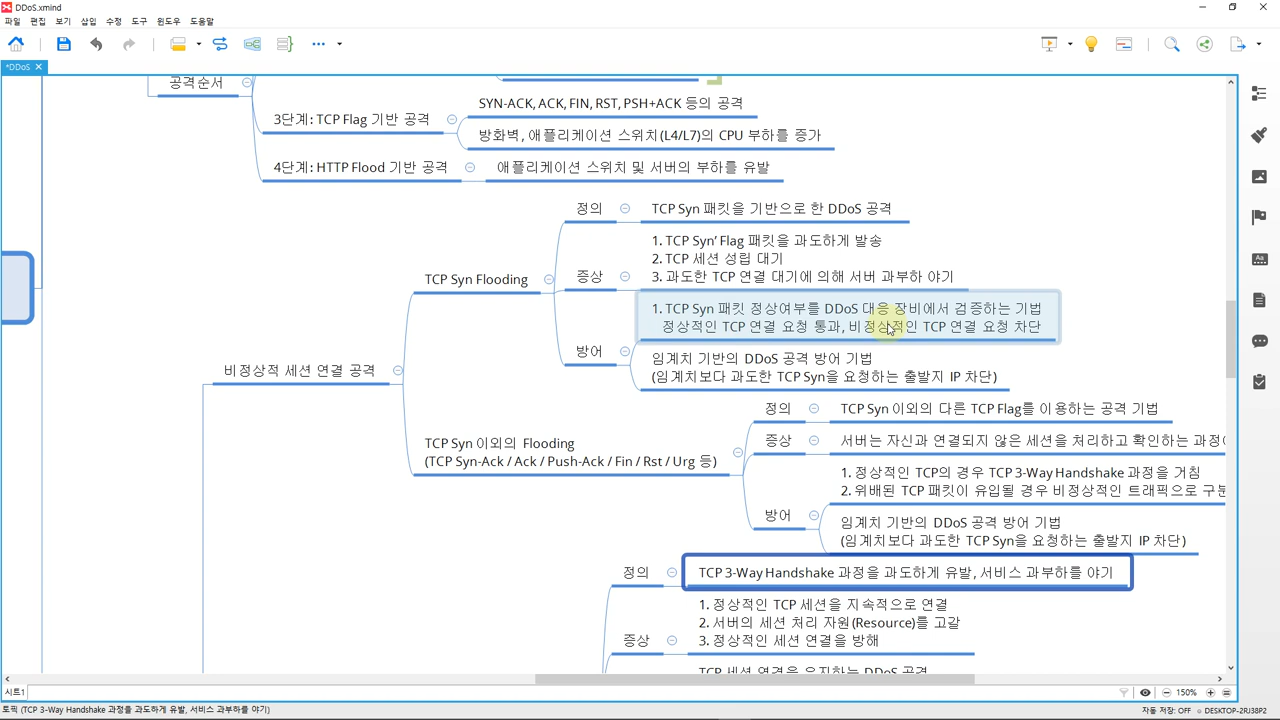 DDoS.xmind
파일 편집 보기 삽입 수정 도구 윈도우 도움말
*DDoS
공격순서
3단계: TCP Flag 기반 공격
SYN-ACK, ACK, FIN, RST, PSH+ACK 등의 공격
방화벽, 애플리케이션 스위치(L4/L7)의 CPU 부하를 증가
4단계: HTTP Flood 기반 공격
애플리케이션 스위치 및 서버의 부하를 유발
비정상적 세션 연결 공격
TCP Syn Flooding
정의
TCP Syn 패킷을 기반으로 한 DDoS 공격
증상
1. TCP Syn' Flag 패킷을 과도하게 발송
2. TCP 세션 성립 대기
3. 과도한 TCP 연결 대기에 의해 서버 과부하 야기
방어
1. TCP Syn 패킷 정상여부를 DDoS 대응 장비에서 검증하는 기법
정상적인 TCP 연결 요청 통과, 비정상적인 TCP 연결 요청 차단
임계치 기반의 DDoS 공격 방어 기법
(임계치보다 과도한 TCP Syn을 요청하는 출발지 IP 차단)
TCP Syn 이외의 Flooding
(TCP Syn-Ack / Ack / Push-Ack / Fin / Rst / Urg 등)
정의
TCP Syn 이외의 다른 TCP Flag를 이용하는 공격 기법
증상
서버는 자신과 연결되지 않은 세션을 처리하고 확인하는 과정
방어
1. 정상적인 TCP의 경우 TCP 3-Way Handshake 과정을 거침
2. 위배된 TCP 패킷이 유입될 경우 비정상적인 트래픽으로 구분
임계치 기반의 DDoS 공격 방어 기법
(임계치보다 과도한 TCP Syn을 요청하는 출발지 IP 차단)
정의
TCP 3-Way Handshake 과정을 과도하게 유발, 서비스 과부하를 야기
증상
1. 정상적인 TCP 세션을 지속적으로 연결
2. 서버의 세션 처리 자원(Resource)를 고갈
3. 정상적인 세션 연결을 방해
TCP 세션 연결을 유지하는 DDoS 공격
시트1
150%
토픽 (TCP 3-Way Handshake 과정을 과도하게 유발, 서비스 과부하를 야기)
자동 저장: OFF
DESKTOP-2RJ38P2